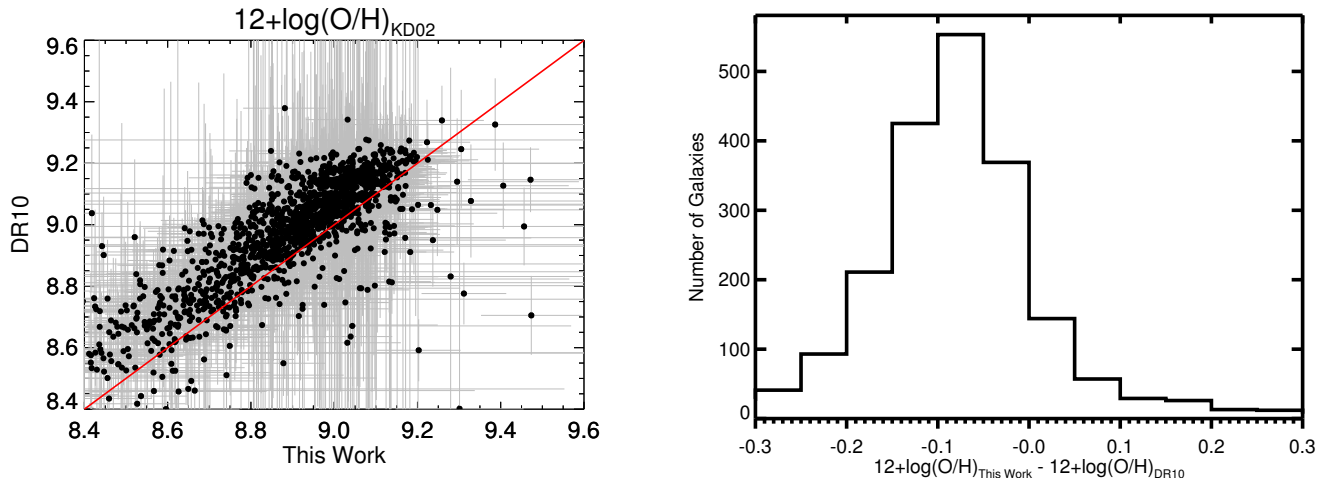 12+log(O/H)KD02
9.6
9.4
9.2
9.0
8.8
8.6
8.4
DR10
8.4 8.6 8.8 9.0 9.2 9.4 9.6
This Work
500
400
300
200
100
0
Number of Galaxies
-0.3 -0.2 -0.1 -0.0 0.1 0.2 0.3
12+log(O/H)This Work - 12+log(O/H)DR10